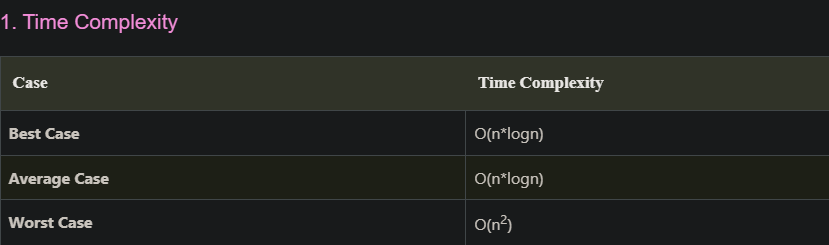 1. Time Complexity
Case Time Complexity
Best Case O(n*logn)
Average Case O(n*logn)
Worst Case O(n²)